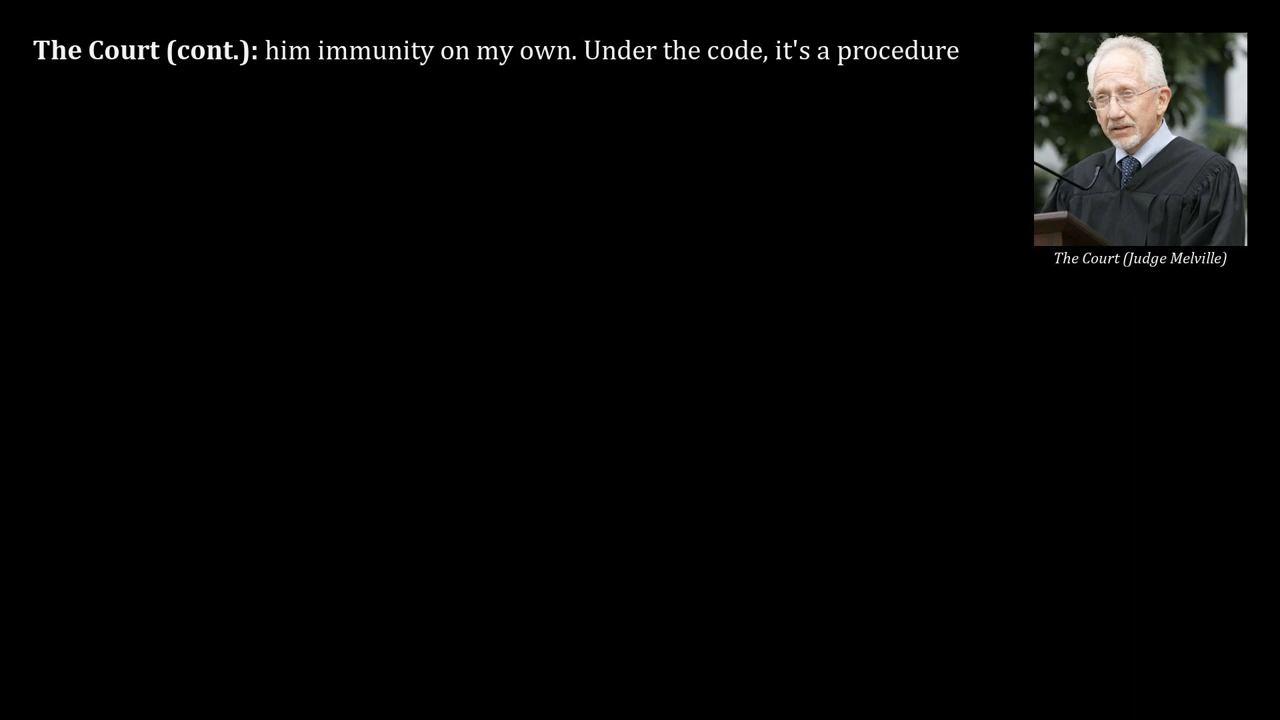 The Court (cont.): him immunity on my own. Under the code, it's a procedure
The Court (Judge Melville)